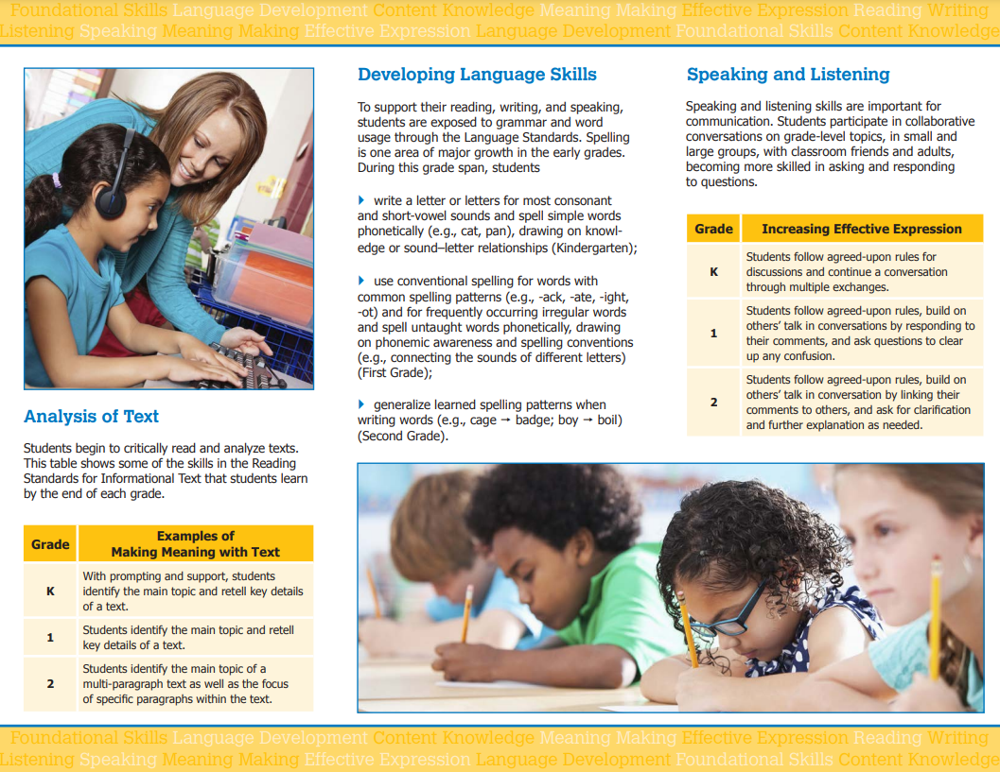 Foundational Skills Language Development Content Knowledge Meaning Making Effective Expression Reading Writing
Listening Speaking Meaning Making Effective Expression Language Development Foundational Skills Content Knowledge
Analysis of Text
Students begin to critically read and analyze texts.
This table shows some of the skills in the Reading
Standards for Informational Text that students learn
by the end of each grade.
Grade
Examples of
Making Meaning with Text
K
With prompting and support, students
identify the main topic and retell key details
of a text.
1
Students identify the main topic and retell
key details of a text.
2
Students identify the main topic of a
multi-paragraph text as well as the focus
of specific paragraphs within the text.
Developing Language Skills
To support their reading, writing, and speaking,
students are exposed to grammar and word
usage through the Language Standards. Spelling
is one area of major growth in the early grades.
During this grade span, students
write a letter or letters for most consonant
and short-vowel sounds and spell simple words
phonetically (e.g., cat, pan), drawing on knowl-
edge or sound–letter relationships (Kindergarten);
use conventional spelling for words with
common spelling patterns (e.g., -ack, -ate, -ight,
-ot) and for frequently occurring irregular words
and spell untaught words phonetically, drawing
on phonemic awareness and spelling conventions
(e.g., connecting the sounds of different letters)
(First Grade);
generalize learned spelling patterns when
writing words (e.g., cage → badge; boy → boil)
(Second Grade).
Speaking and Listening
Speaking and listening skills are important for
communication. Students participate in collaborative
conversations on grade-level topics, in small and
large groups, with classroom friends and adults,
becoming more skilled in asking and responding
to questions.
Grade
Increasing Effective Expression
K
Students follow agreed-upon rules for
discussions and continue a conversation
through multiple exchanges.
1
Students follow agreed-upon rules, build on
others’ talk in conversations by responding to
their comments, and ask questions to clear
up any confusion.
2
Students follow agreed-upon rules, build on
others’ talk in conversation by linking their
comments to others, and ask for clarification
and further explanation as needed.
Foundational Skills Language Development Content Knowledge Meaning Making Effective Expression Reading Writing
Listening Speaking Meaning Making Effective Expression Language Development Foundational Skills Content Knowledge